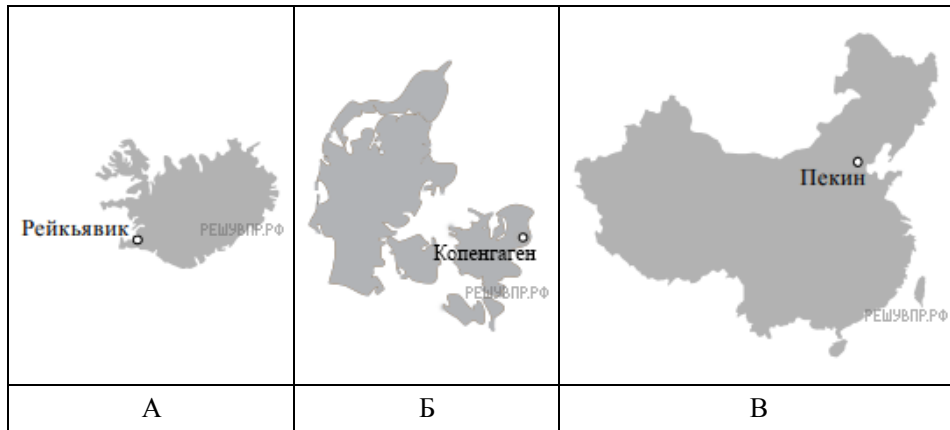 Рейкьявик
РЕШУВПР.РФ
Копенгаген
РЕШУВПР.РФ
Пекин
РЕШУВПР.РФ
А
Б
В